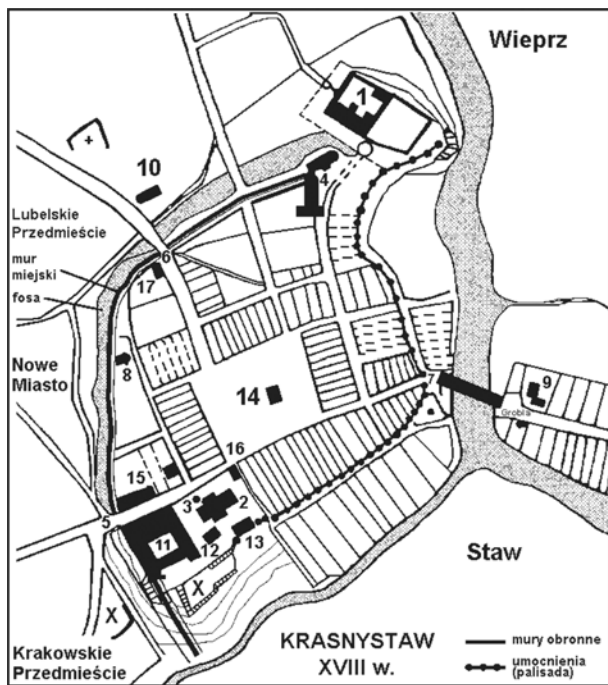 Wieprz
1
4
10
Lubelskie
Przedmieście
mur
miejski
fosa
6
17
Nowe
Miasto
8
14
7
9
Grobla
16
15
3
2
5
11
12
13
X
X
Staw
Krakowskie
Przedmieście
KRASNYSTAW
XVIII w.
mury obronne
umocnienia
(palisada)